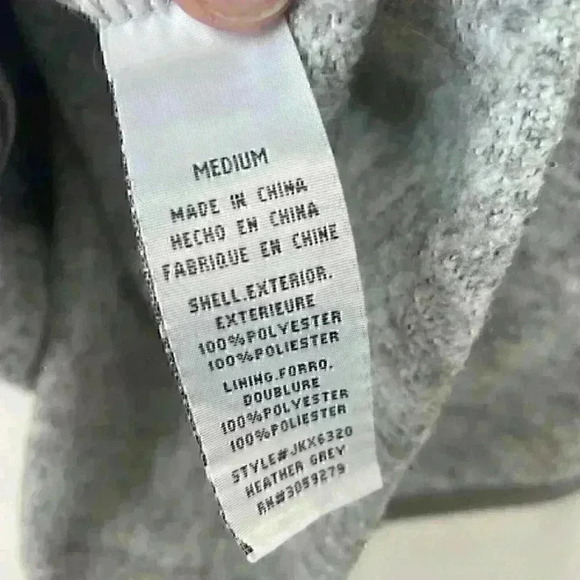 MEDIUM
MADE IN CHINA
HECHO EN CHINA
FABRIQUE EN CHINE
SHELL.EXTERIOR.
EXTERIEURE
100%POLYESTER
100%POLIESTER
LINING.FORRO.
DOUBLURE
100%POLYESTER
100%POLIESTER
STYLE#JKX6320
HEATHER GREY
RN#3059279